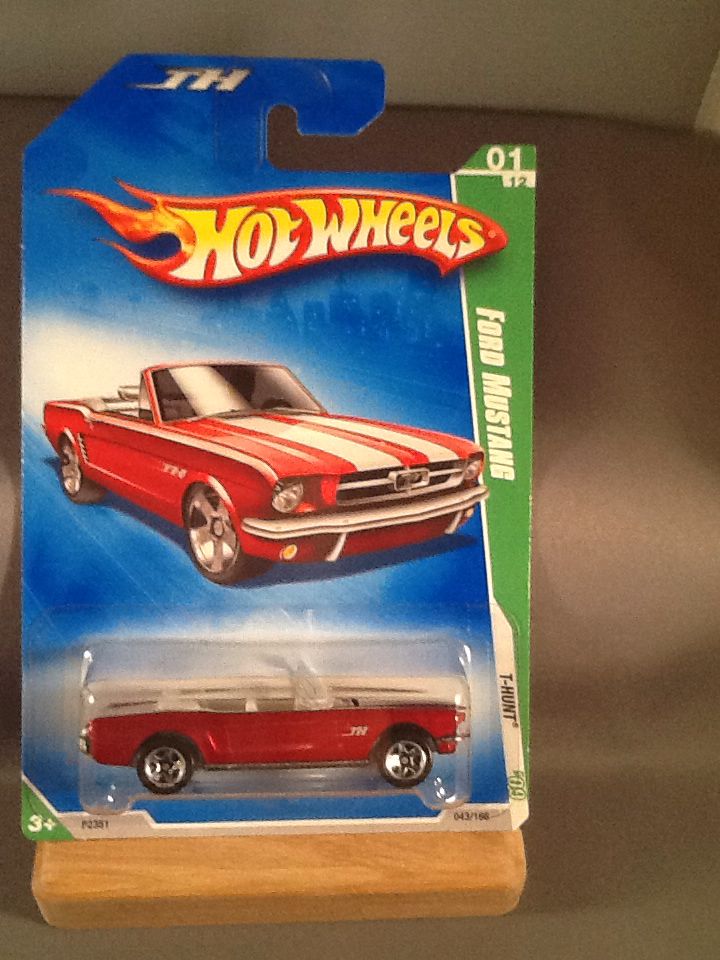 TH
01
12
HOT WHEELS
FORD MUSTANG
TH
T-HUNT
'09
TH
3+
P2351
043/166